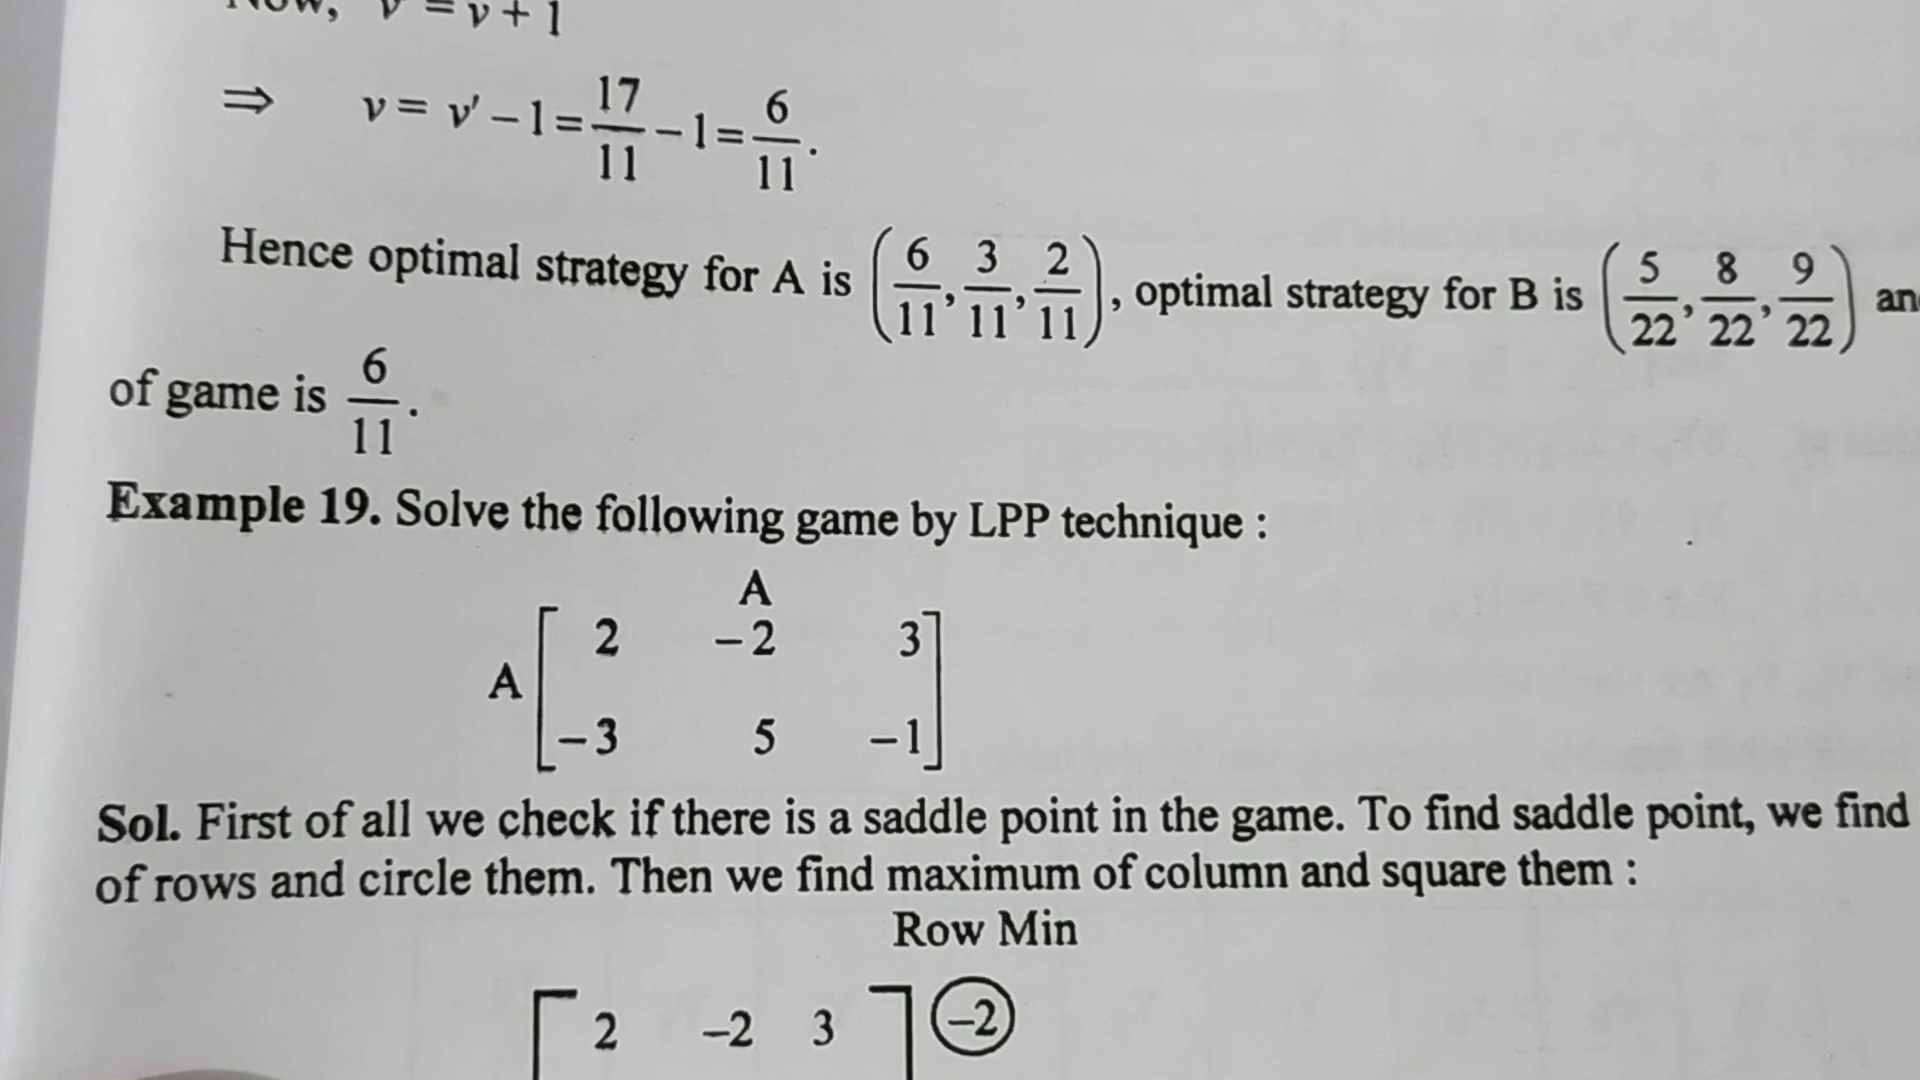 Now, v = v + 1
⇒ v = v' − 1 = 17/11 − 1 = 6/11.
Hence optimal strategy for A is (6/11, 3/11, 2/11), optimal strategy for B is (5/22, 8/22, 9/22)
of game is 6/11.
Example 19. Solve the following game by LPP technique :
A
2 −2 3
A
−3 5 −1
Sol. First of all we check if there is a saddle point in the game. To find saddle point, we find
of rows and circle them. Then we find maximum of column and square them :
Row Min
2 −2 3 −2